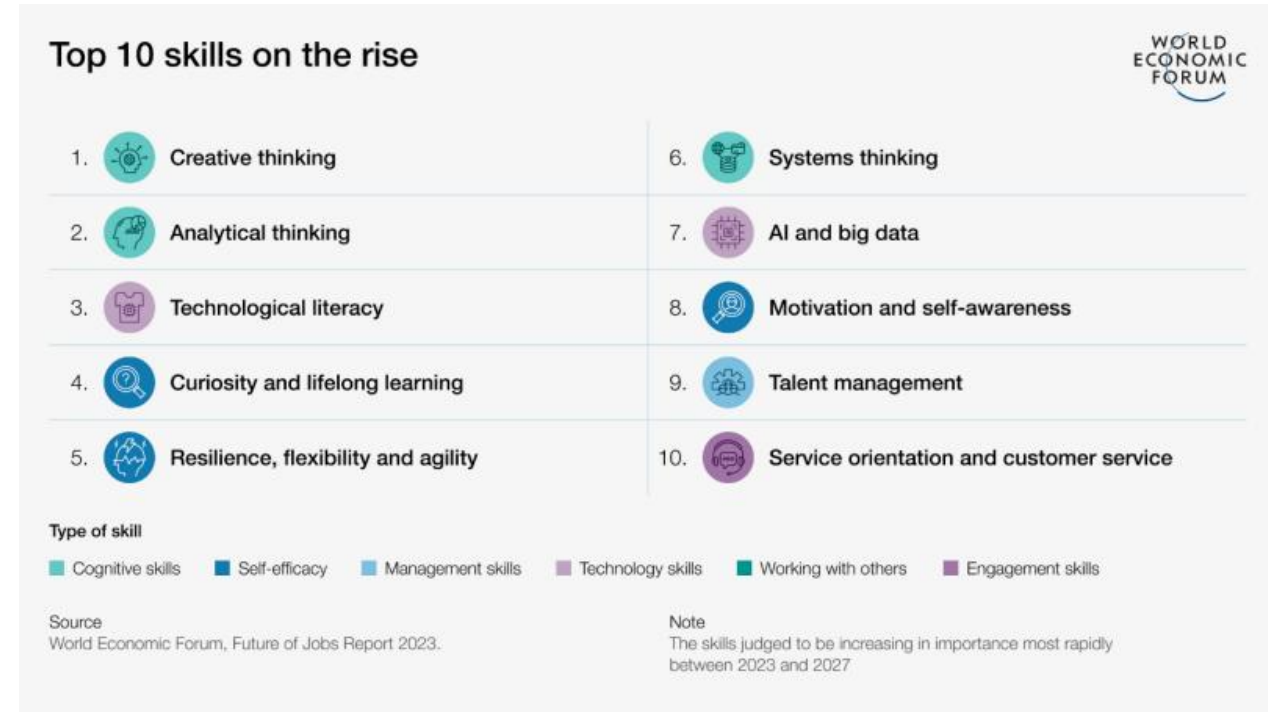 Top 10 skills on the rise
WORLD
ECONOMIC
FORUM
1. Creative thinking
2. Analytical thinking
3. Technological literacy
4. Curiosity and lifelong learning
5. Resilience, flexibility and agility
6. Systems thinking
7. AI and big data
8. Motivation and self-awareness
9. Talent management
10. Service orientation and customer service
Type of skill
Cognitive skills Self-efficacy Management skills Technology skills Working with others Engagement skills
Source
World Economic Forum, Future of Jobs Report 2023.
Note
The skills judged to be increasing in importance most rapidly
between 2023 and 2027